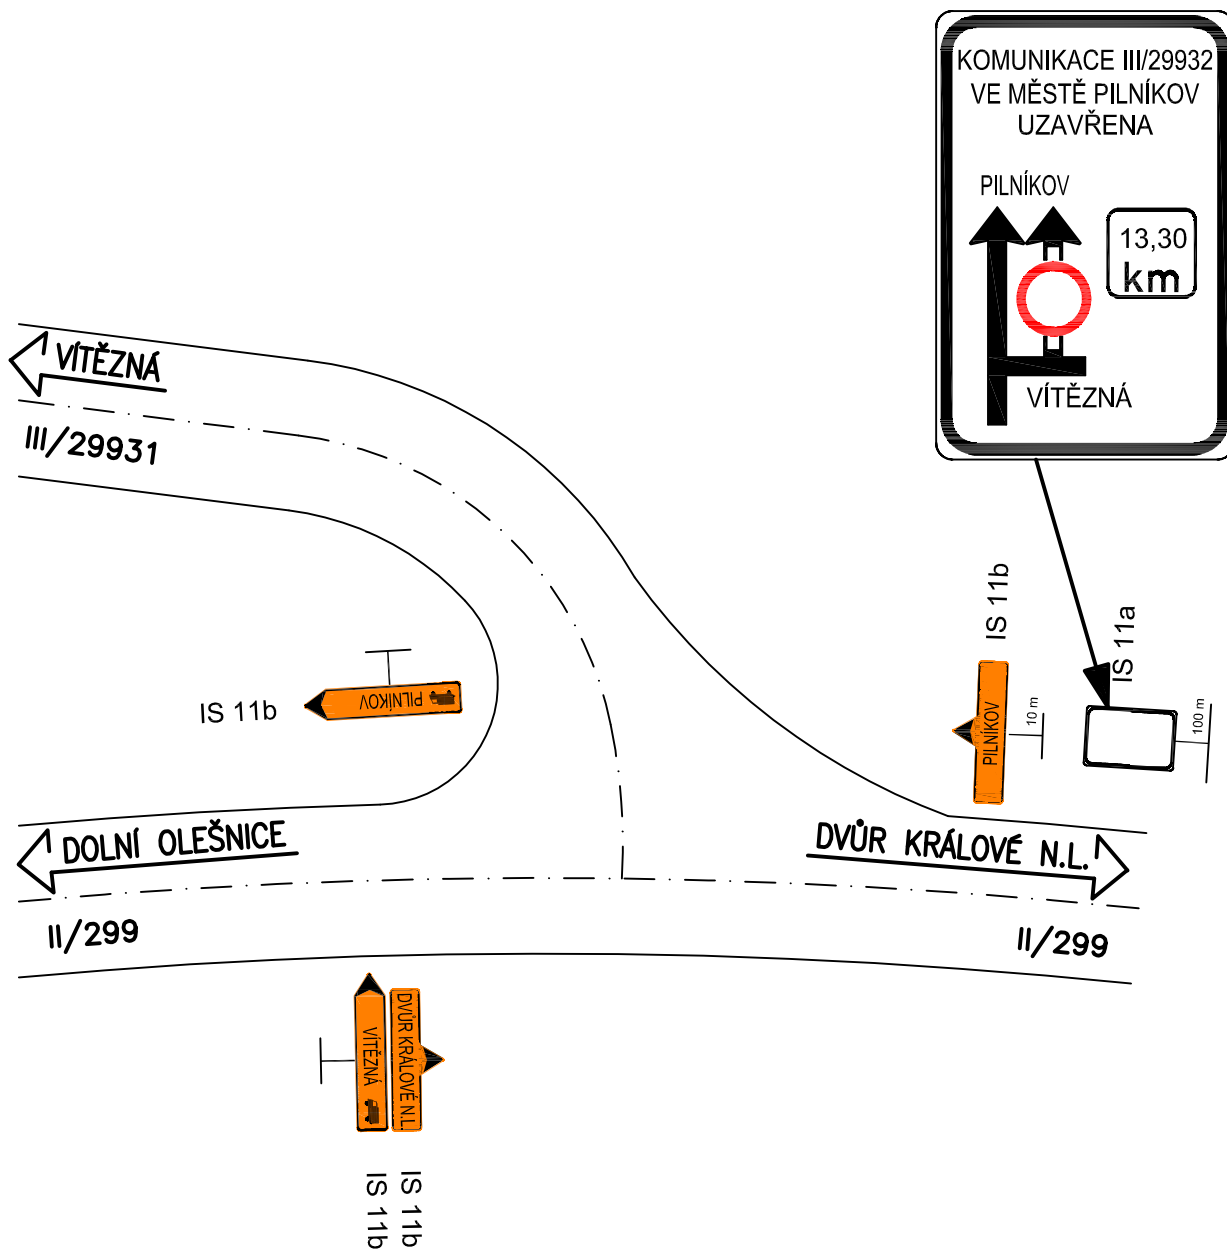 KOMUNIKACE III/29932
VE MĚSTĚ PILNÍKOV
UZAVŘENA
PILNÍKOV
13,30
km
VÍTĚZNÁ
VÍTĚZNÁ
III/29931
IS 11b
IS 11a
PILNÍKOV
10 m
100 m
IS 11b
PILNÍKOV
DOLNÍ OLEŠNICE
DVŮR KRÁLOVÉ N.L.
II/299
II/299
VÍTĚZNÁ
DVŮR KRÁLOVÉ N.L.
IS 11b
IS 11b